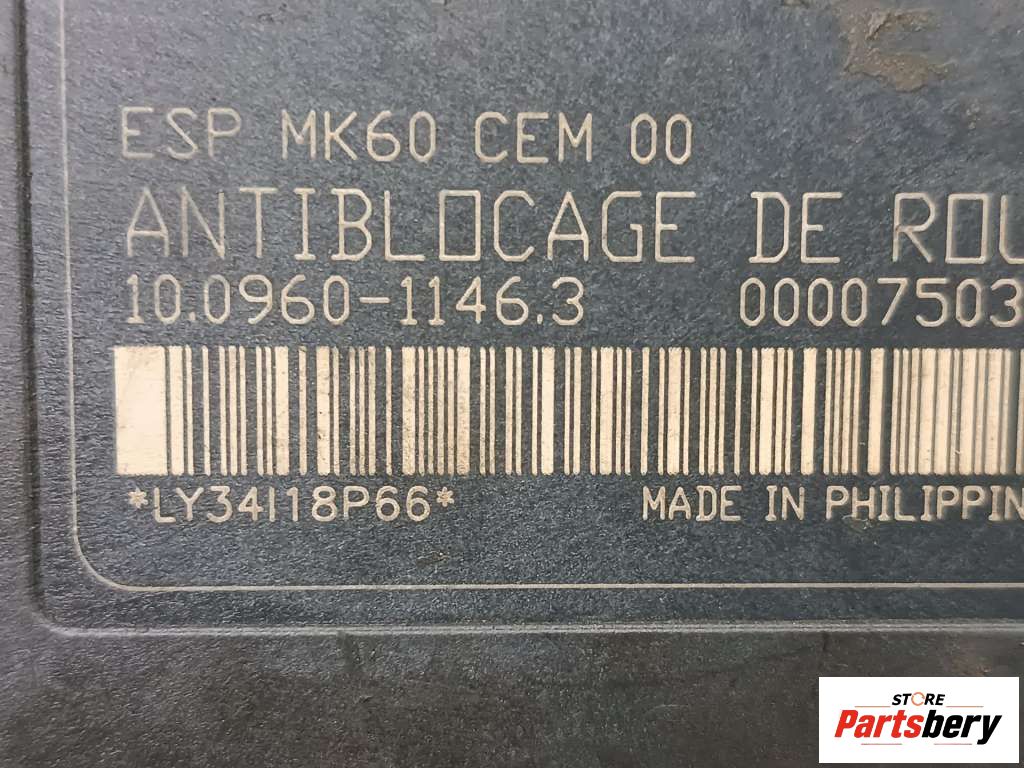 ESP MK60 CEM 00
ANTIBLOCAGE DE ROU
10.0960-1146.3 00007503
*LY34I18P66* MADE IN PHILIPPIN
STORE
Partsbery